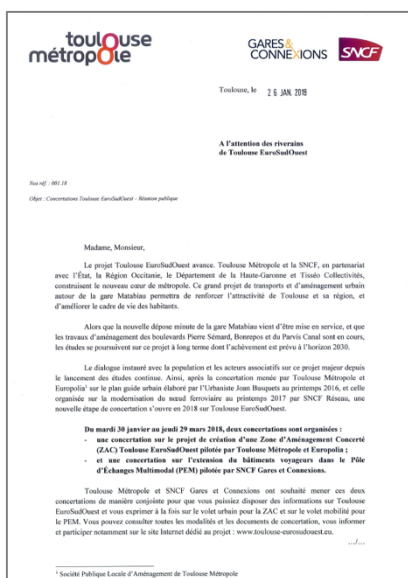 toulouse
métropole
GARES &
CONNEXIONS
SNCF
Toulouse, le 26 JAN. 2018
A l'attention des riverains
de Toulouse EuroSudOuest
Nos réf. : 001.18
Objet : Concertations Toulouse EuroSudOuest - Réunion publique
Madame, Monsieur,
Le projet Toulouse EuroSudOuest avance. Toulouse Métropole et la SNCF, en partenariat
avec l'État, la Région Occitanie, le Département de la Haute-Garonne et Tisséo Collectivités,
construisent le nouveau cœur de métropole. Ce grand projet de transports et d'aménagement urbain
autour de la gare Matabiau permettra de renforcer l'attractivité de Toulouse et sa région, et
d'améliorer le cadre de vie des habitants.
Alors que la nouvelle dépose minute de la gare Matabiau vient d'être mise en service, et que
les travaux d'aménagement des boulevards Pierre Sémard, Bonrepos et du Parvis Canal sont en cours,
les études se poursuivent sur ce projet à long terme dont l'achèvement est prévu à l'horizon 2030.
Le dialogue instauré avec la population et les acteurs associatifs sur ce projet majeur depuis
le lancement des études continue. Ainsi, après la concertation menée par Toulouse Métropole et
Europolia¹ sur le plan guide urbain élaboré par l'Urbaniste Joan Busquets au printemps 2016, et celle
organisée sur la modernisation du nœud ferroviaire au printemps 2017 par SNCF Réseau, une
nouvelle étape de concertation s'ouvre en 2018 sur Toulouse EuroSudOuest.
Du mardi 30 janvier au jeudi 29 mars 2018, deux concertations sont organisées :
- une concertation sur le projet de création d'une Zone d'Aménagement Concerté
(ZAC) Toulouse EuroSudOuest pilotée par Toulouse Métropole et Europolia ;
- et une concertation sur l'extension du bâtiments voyageurs dans le Pôle
d'Échanges Multimodal (PEM) pilotée par SNCF Gares et Connexions.
Toulouse Métropole et SNCF Gares et Connexions ont souhaité mener ces deux
concertations de manière conjointe pour que vous puissiez disposer des informations sur Toulouse
EuroSudOuest et vous exprimer à la fois sur le volet urbain pour la ZAC et sur le volet mobilité pour
le PEM. Vous pouvez consulter toutes les modalités et les documents de concertation, vous informer
et participer notamment sur le site Internet dédié au projet : www.toulouse-eurosudouest.eu.
.../...
¹ Société Publique Locale d'Aménagement de Toulouse Métropole